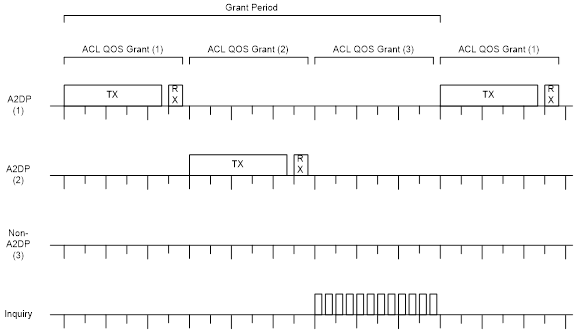 Grant Period
ACL QOS Grant (1)
ACL QOS Grant (2)
ACL QOS Grant (3)
ACL QOS Grant (1)
A2DP
(1)
TX
R
X
TX
R
X
A2DP
(2)
TX
R
X
Non-
A2DP
(3)
Inquiry